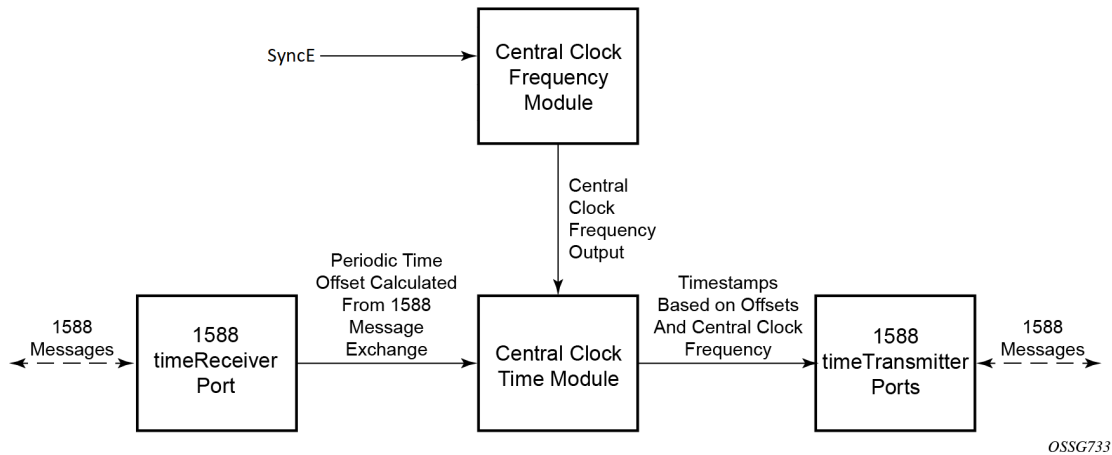 SyncE
Central Clock
Frequency
Module
Central
Clock
Frequency
Output
Periodic Time
Offset Calculated
From 1588
Message
Exchange
Timestamps
Based on Offsets
And Central Clock
Frequency
1588
Messages
1588
timeReceiver
Port
Central Clock
Time Module
1588
timeTransmitter
Ports
1588
Messages
OSSG733